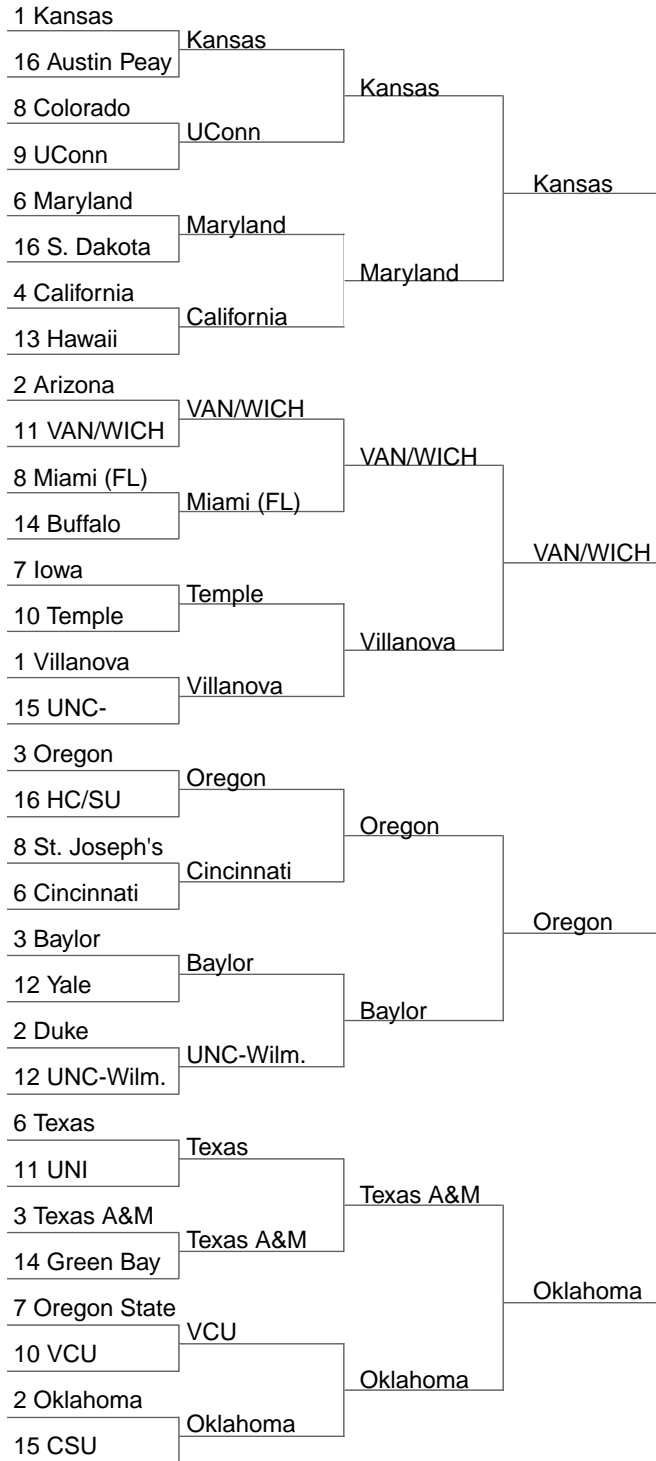 1 Kansas
16 Austin Peay
8 Colorado
9 UConn
6 Maryland
16 S. Dakota
4 California
13 Hawaii
2 Arizona
11 VAN/WICH
8 Miami (FL)
14 Buffalo
7 Iowa
10 Temple
1 Villanova
15 UNC-
3 Oregon
16 HC/SU
8 St. Joseph's
6 Cincinnati
3 Baylor
12 Yale
2 Duke
12 UNC-Wilm.
6 Texas
11 UNI
3 Texas A&M
14 Green Bay
7 Oregon State
10 VCU
2 Oklahoma
15 CSU
Kansas
UConn
Maryland
California
VAN/WICH
Miami (FL)
Temple
Villanova
Oregon
Cincinnati
Baylor
UNC-Wilm.
Texas
Texas A&M
VCU
Oklahoma
Kansas
Maryland
VAN/WICH
Villanova
Oregon
Baylor
Texas A&M
Oklahoma
Kansas
VAN/WICH
Oregon
Oklahoma